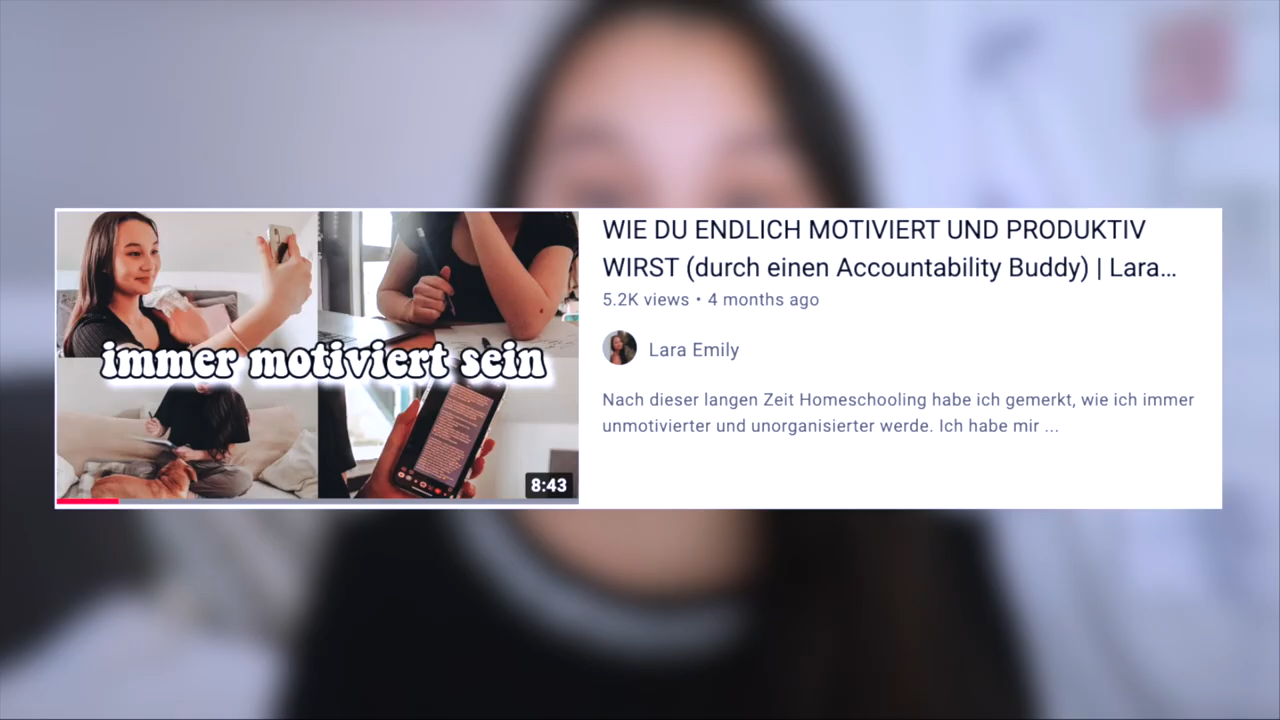 immer motiviert sein
8:43
WIE DU ENDLICH MOTIVIERT UND PRODUKTIV
WIRST (durch einen Accountability Buddy) | Lara...
5.2K views • 4 months ago
Lara Emily
Nach dieser langen Zeit Homeschooling habe ich gemerkt, wie ich immer
unmotivierter und unorganisierter werde. Ich habe mir ...